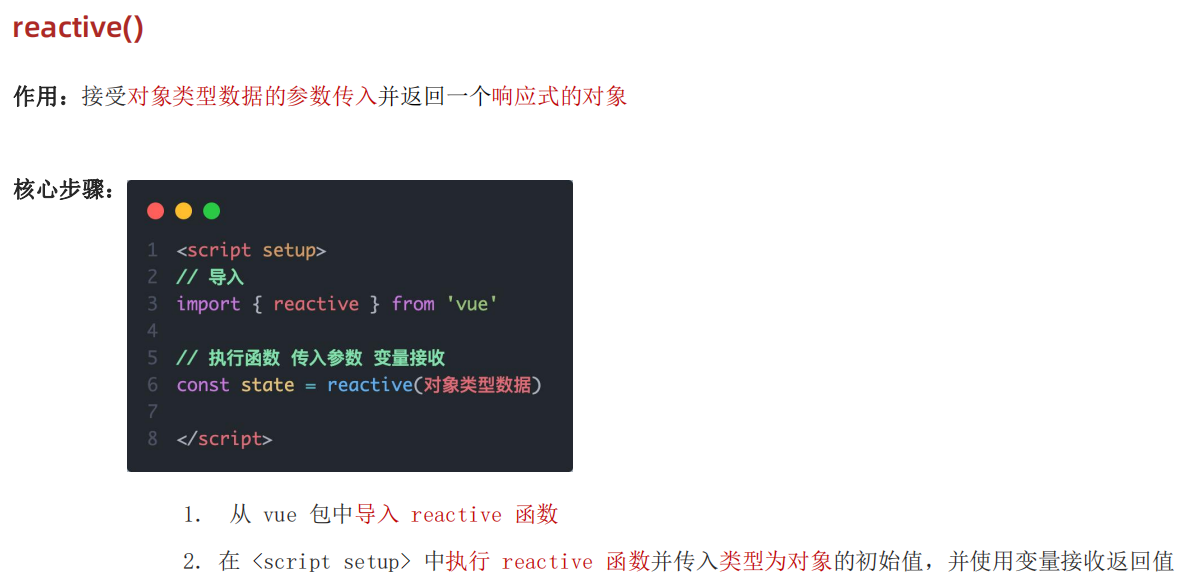 reactive()
作用：接受对象类型数据的参数传入并返回一个响应式的对象
核心步骤：
1 <script setup>
2 // 导入
3 import { reactive } from 'vue'
4
5 // 执行函数 传入参数 变量接收
6 const state = reactive(对象类型数据)
7
8 </script>
1. 从 vue 包中导入 reactive 函数
2. 在 <script setup> 中执行 reactive 函数并传入类型为对象的初始值，并使用变量接收返回值